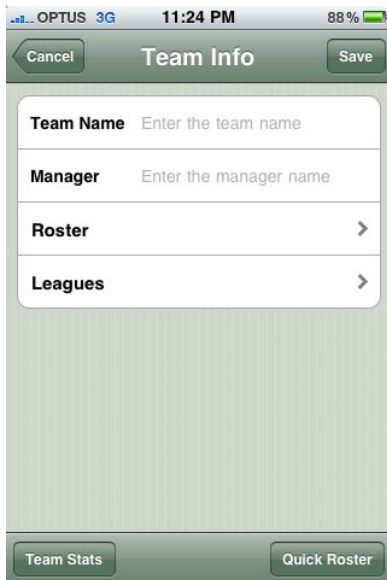 OPTUS 3G 11:24 PM 88%
Cancel Team Info Save
Team Name Enter the team name
Manager Enter the manager name
Roster
Leagues
Team Stats Quick Roster